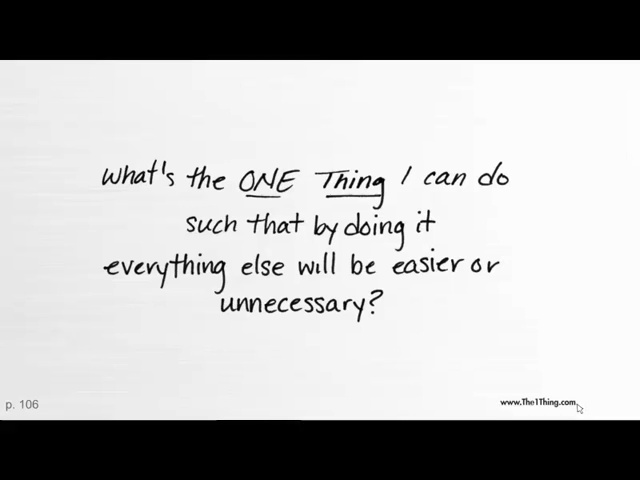 What's the ONE Thing I can do
such that by doing it
everything else will be easier or
unnecessary?
p. 106
www.The1Thing.com